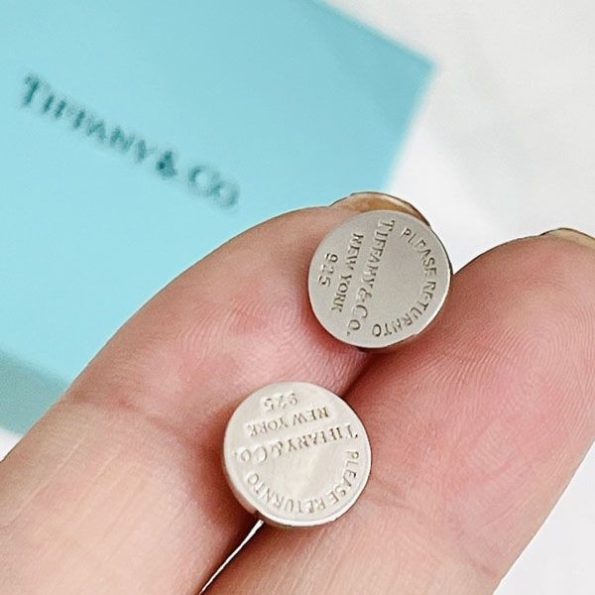 TIFFANY & CO
PLEASE RETURN TO
TIFFANY & CO.
NEW YORK
925
PLEASE RETURN TO
TIFFANY & CO.
NEW YORK
925